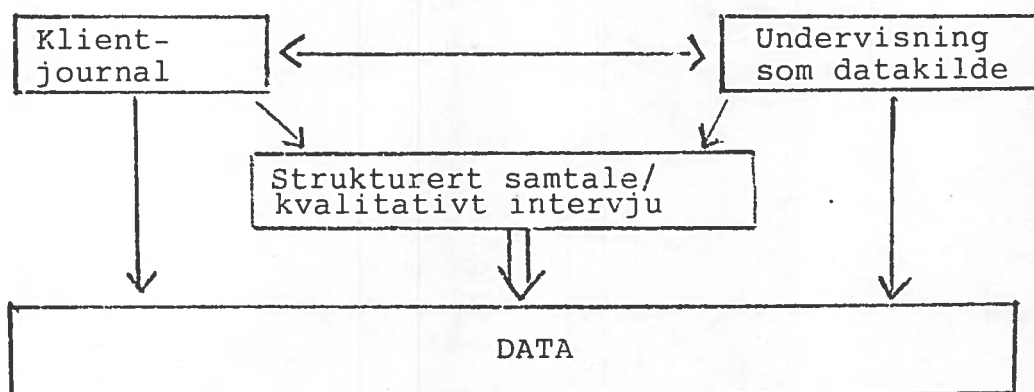 Klient-
journal
Undervisning
som datakilde
Strukturert samtale/
kvalitativt intervju
DATA